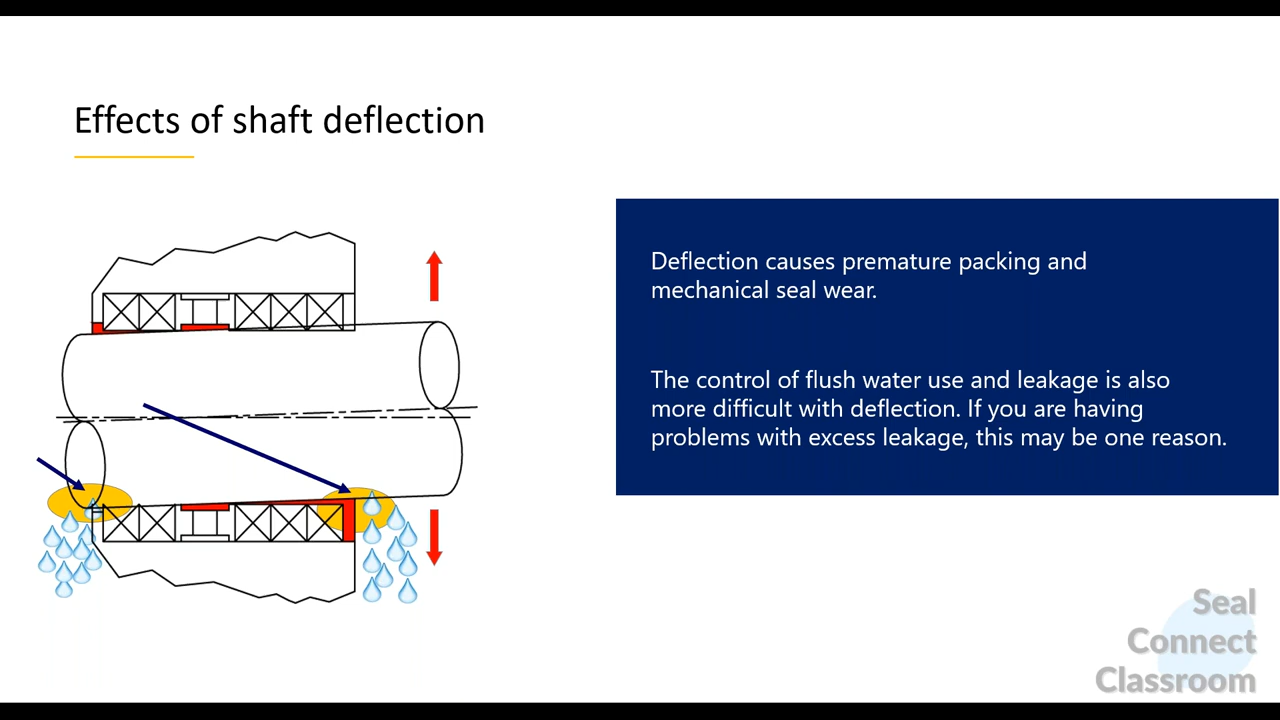 Effects of shaft deflection
Deflection causes premature packing and
mechanical seal wear.
The control of flush water use and leakage is also
more difficult with deflection. If you are having
problems with excess leakage, this may be one reason.
Seal
Connect
Classroom